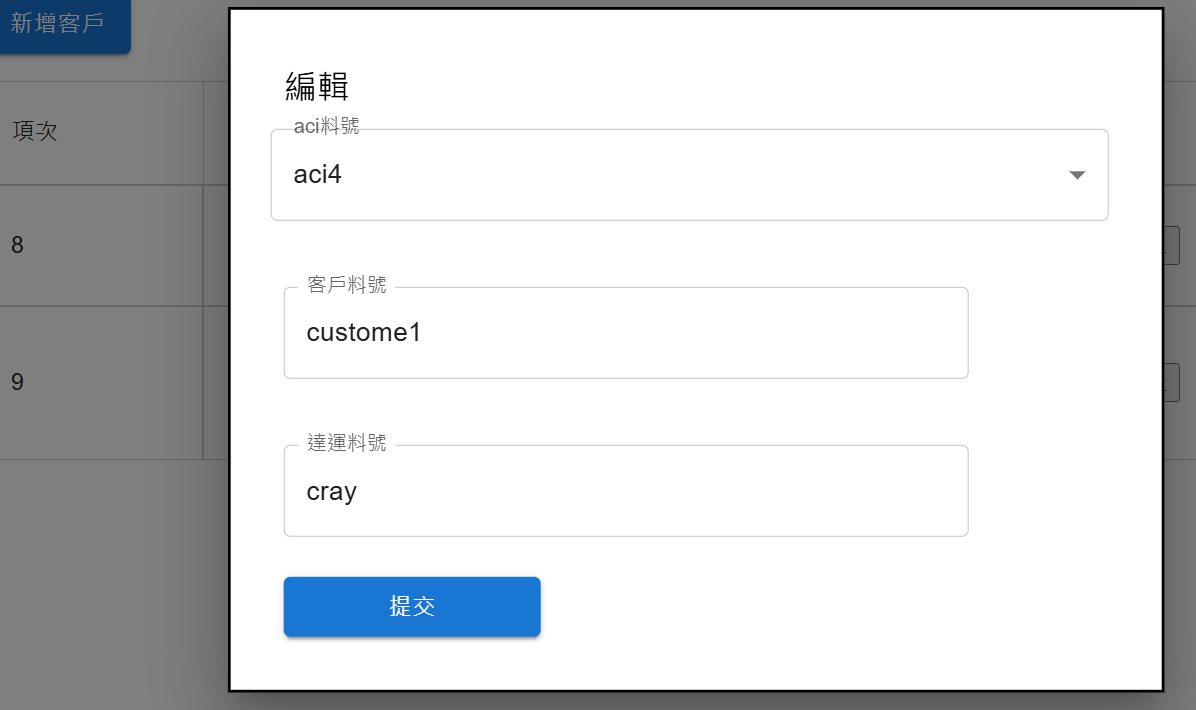 新增客戶
編輯
項次
aci料號
aci4
8
客戶料號
custome1
9
達運料號
cray
提交